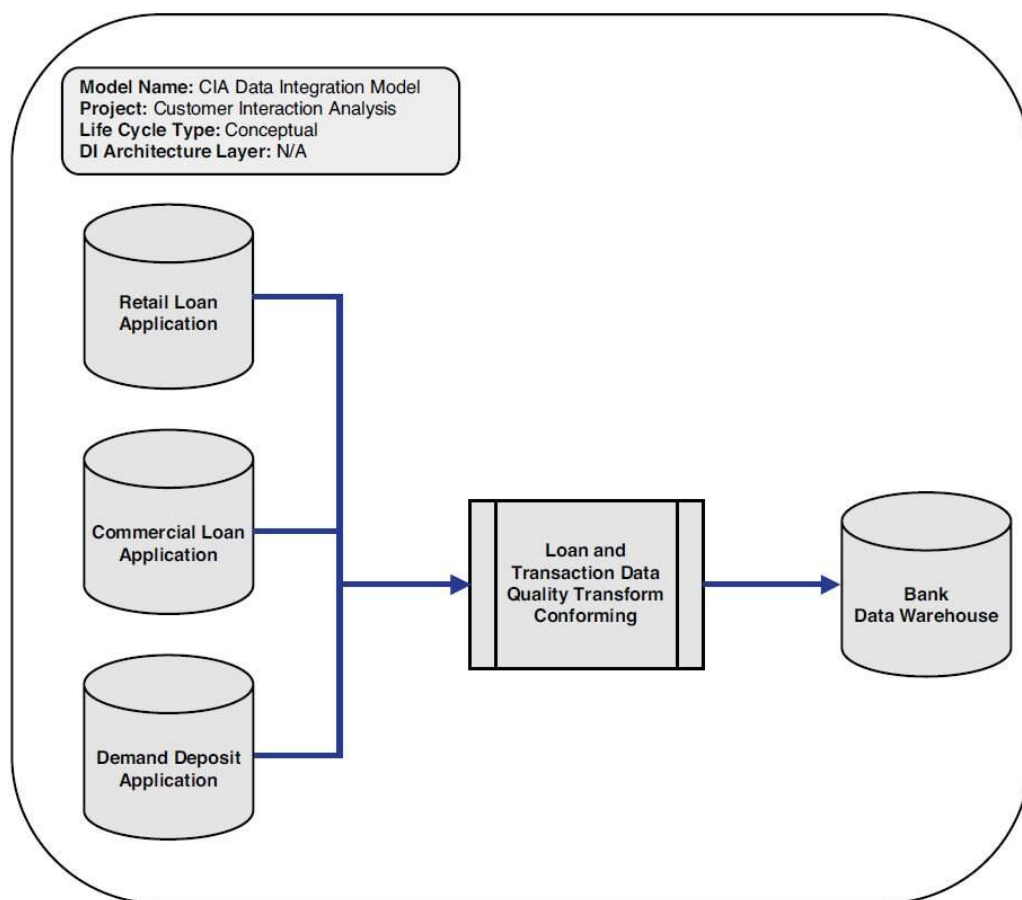 Model Name: CIA Data Integration Model
Project: Customer Interaction Analysis
Life Cycle Type: Conceptual
DI Architecture Layer: N/A
Retail Loan
Application
Commercial Loan
Application
Demand Deposit
Application
Loan and
Transaction Data
Quality Transform
Conforming
Bank
Data Warehouse